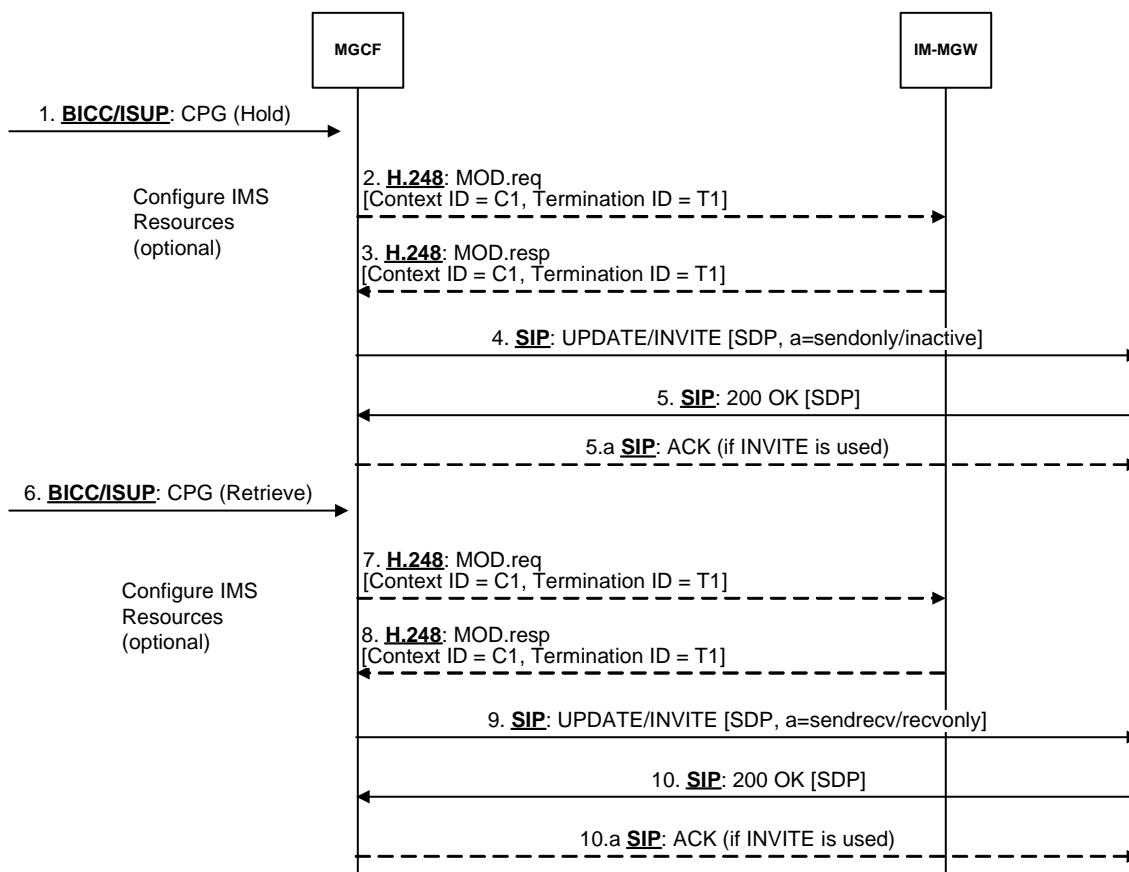 MGCF
IM-MGW
1. BICC/ISUP: CPG (Hold)
Configure IMS
Resources
(optional)
2. H.248: MOD.req
[Context ID = C1, Termination ID = T1]
3. H.248: MOD.resp
[Context ID = C1, Termination ID = T1]
4. SIP: UPDATE/INVITE [SDP, a=sendonly/inactive]
5. SIP: 200 OK [SDP]
5.a SIP: ACK (if INVITE is used)
6. BICC/ISUP: CPG (Retrieve)
Configure IMS
Resources
(optional)
7. H.248: MOD.req
[Context ID = C1, Termination ID = T1]
8. H.248: MOD.resp
[Context ID = C1, Termination ID = T1]
9. SIP: UPDATE/INVITE [SDP, a=sendrecv/recvonly]
10. SIP: 200 OK [SDP]
10.a SIP: ACK (if INVITE is used)